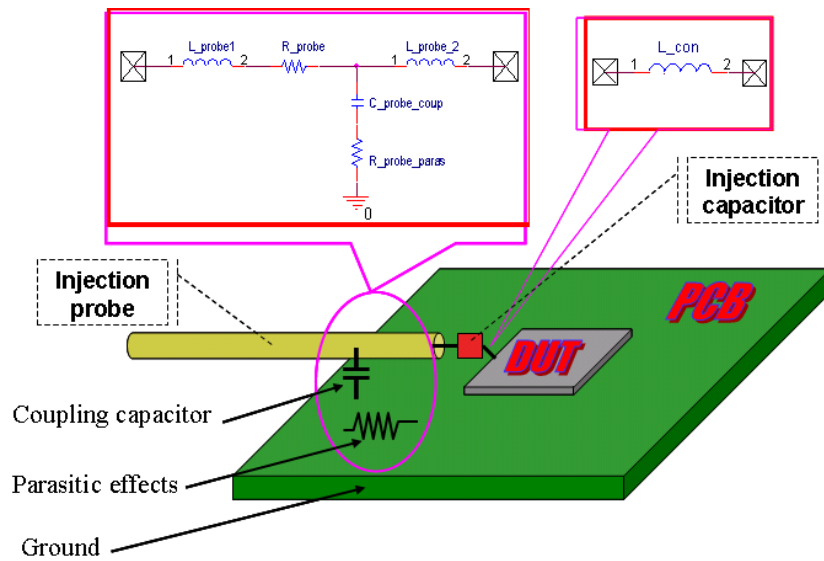 L_probe1
R_probe
L_probe_2
1
2
1
2
C_probe_coup
R_probe_paras
0
L_con
1
2
Injection
capacitor
Injection
probe
PCB
DUT
Coupling capacitor
Parasitic effects
Ground